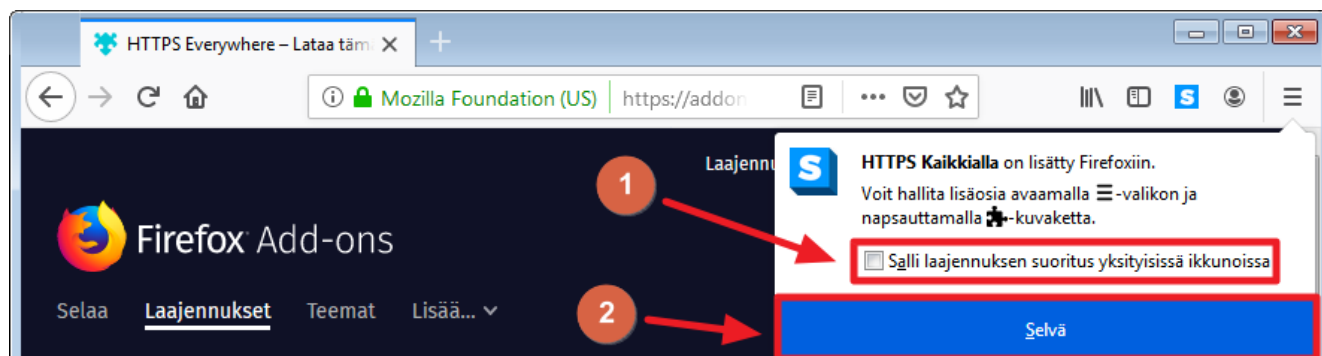 HTTPS Everywhere – Lataa täm
Mozilla Foundation (US) https://addon
S
Laajennu
S
HTTPS Kaikkialla on lisätty Firefoxiin.
Voit hallita lisäosia avaamalla ☰-valikon ja
napsauttamalla -kuvaketta.
1
Salli laajennuksen suoritus yksityisissä ikkunoissa
Firefox Add-ons
Selaa Laajennukset Teemat Lisää...
2
Selvä